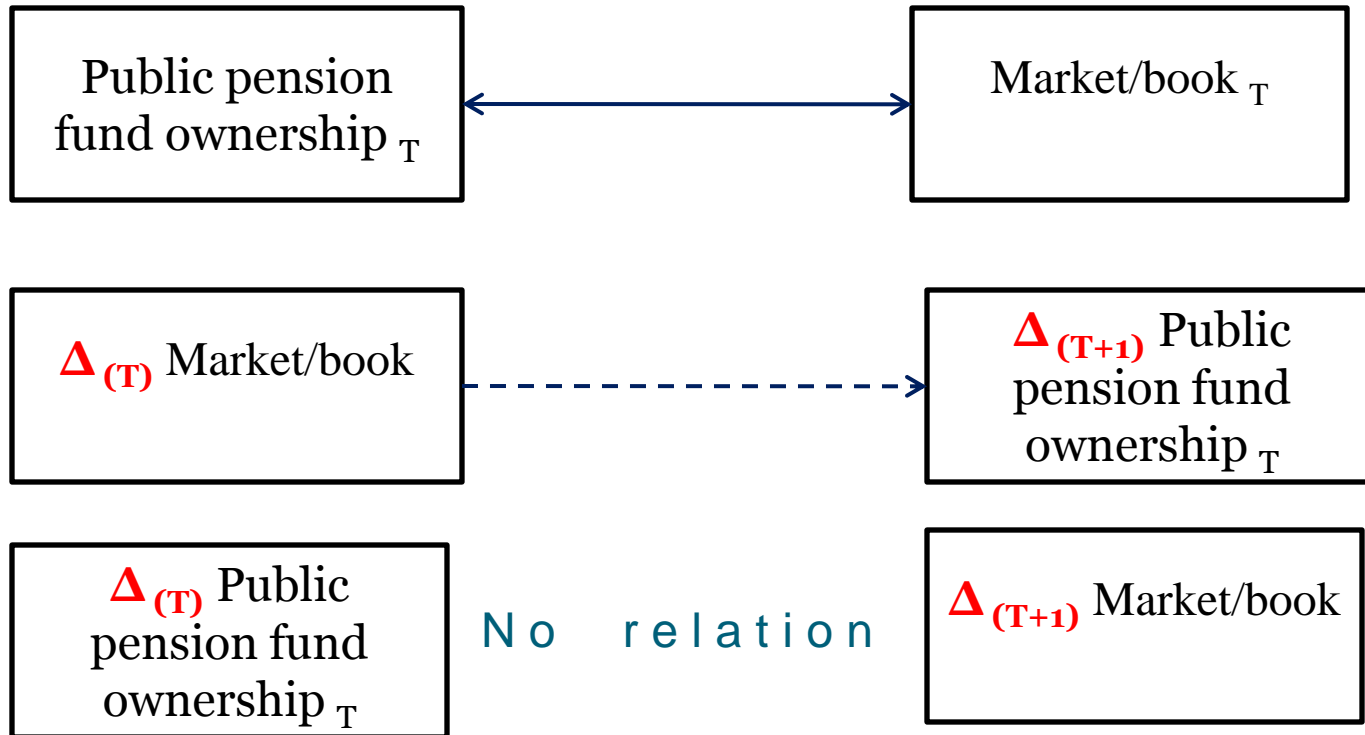 Public pension
fund ownership T
Market/book T
Δ (T) Market/book
Δ (T+1) Public
pension fund
ownership T
Δ (T) Public
pension fund
ownership T
No relation
Δ (T+1) Market/book